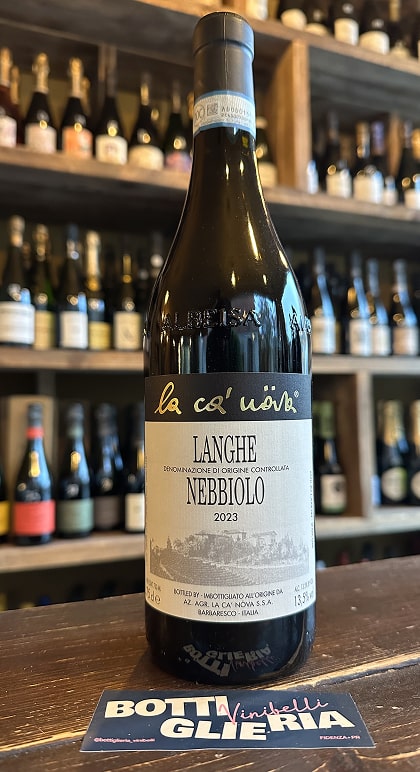 ALBEISA
la ca' növa®
LANGHE
DENOMINAZIONE DI ORIGINE CONTROLLATA
NEBBIOLO
2023
BOTTLED BY - IMBOTTIGLIATO ALL'ORIGINE DA
AZ. AGR. LA CA' NÖVA S.S.A.
BARBARESCO - ITALIA
13,5%
BOTTI
GLIERIA
Vinibelli
@bottiglieria_vinibelli
FIDENZA•PR